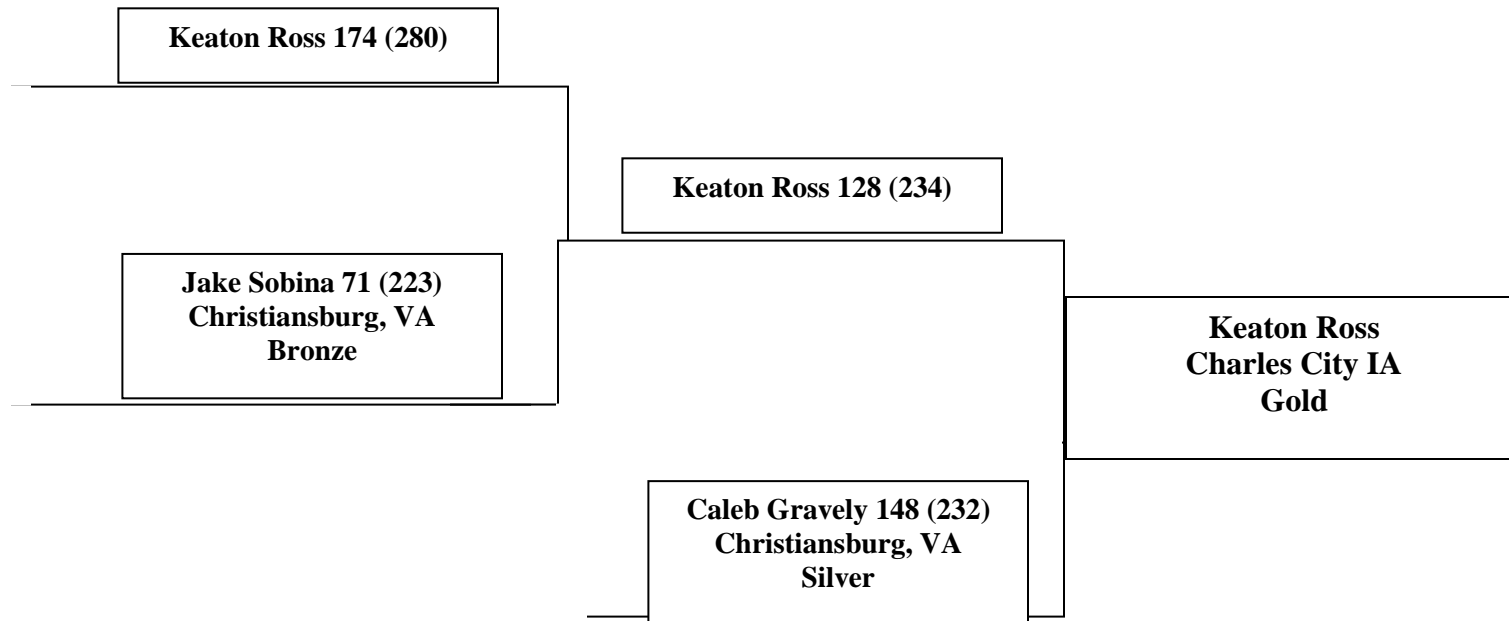 Keaton Ross 174 (280)
Keaton Ross 128 (234)
Jake Sobina 71 (223)
Christiansburg, VA
Bronze
Keaton Ross
Charles City IA
Gold
Caleb Gravely 148 (232)
Christiansburg, VA
Silver